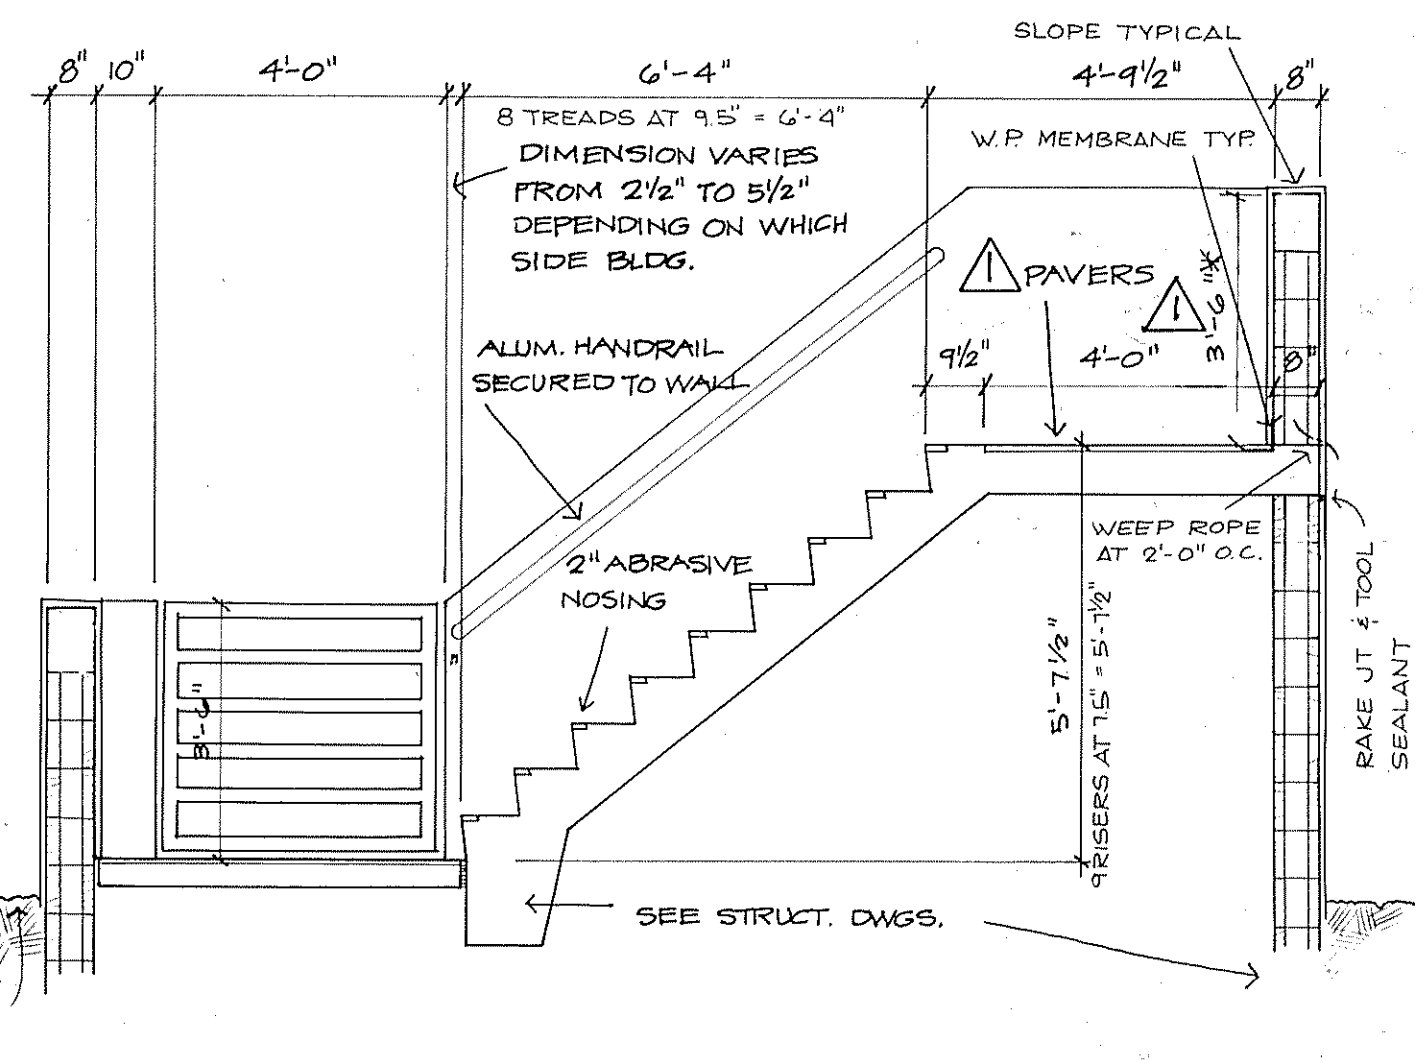 SLOPE TYPICAL
8" 10" 4'-0" 6'-4" 4'-9½" 8"
8 TREADS AT 9.5" = 6'-4"
W.P. MEMBRANE TYP.
DIMENSION VARIES
FROM 2½" TO 5½"
DEPENDING ON WHICH
SIDE BLDG.
1 PAVERS
1
3'-6"*
ALUM. HANDRAIL
SECURED TO WALL
9½" 4'-0" 8"
WEEP ROPE
AT 2'-0" O.C.
2" ABRASIVE
NOSING
RAKE JT & TOOL
SEALANT
3'-6"
5'-7½"
9 RISERS AT 7.5" = 5'-7½"
SEE STRUCT. DWGS.